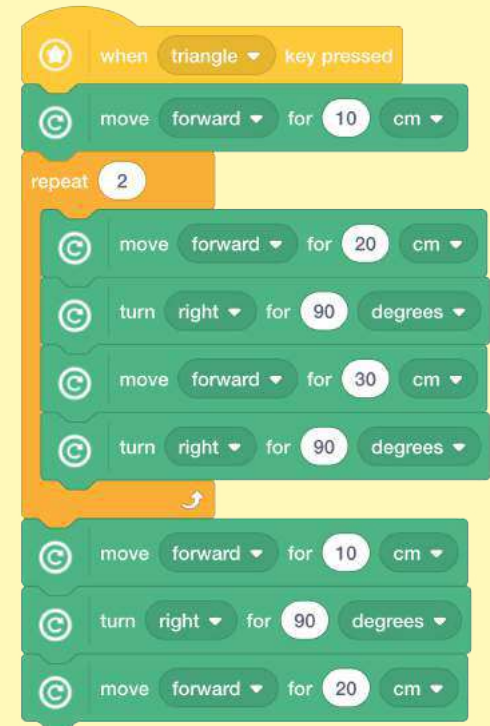 when triangle key pressed
move forward for 10 cm
repeat 2
move forward for 20 cm
turn right for 90 degrees
move forward for 30 cm
turn right for 90 degrees
move forward for 10 cm
turn right for 90 degrees
move forward for 20 cm